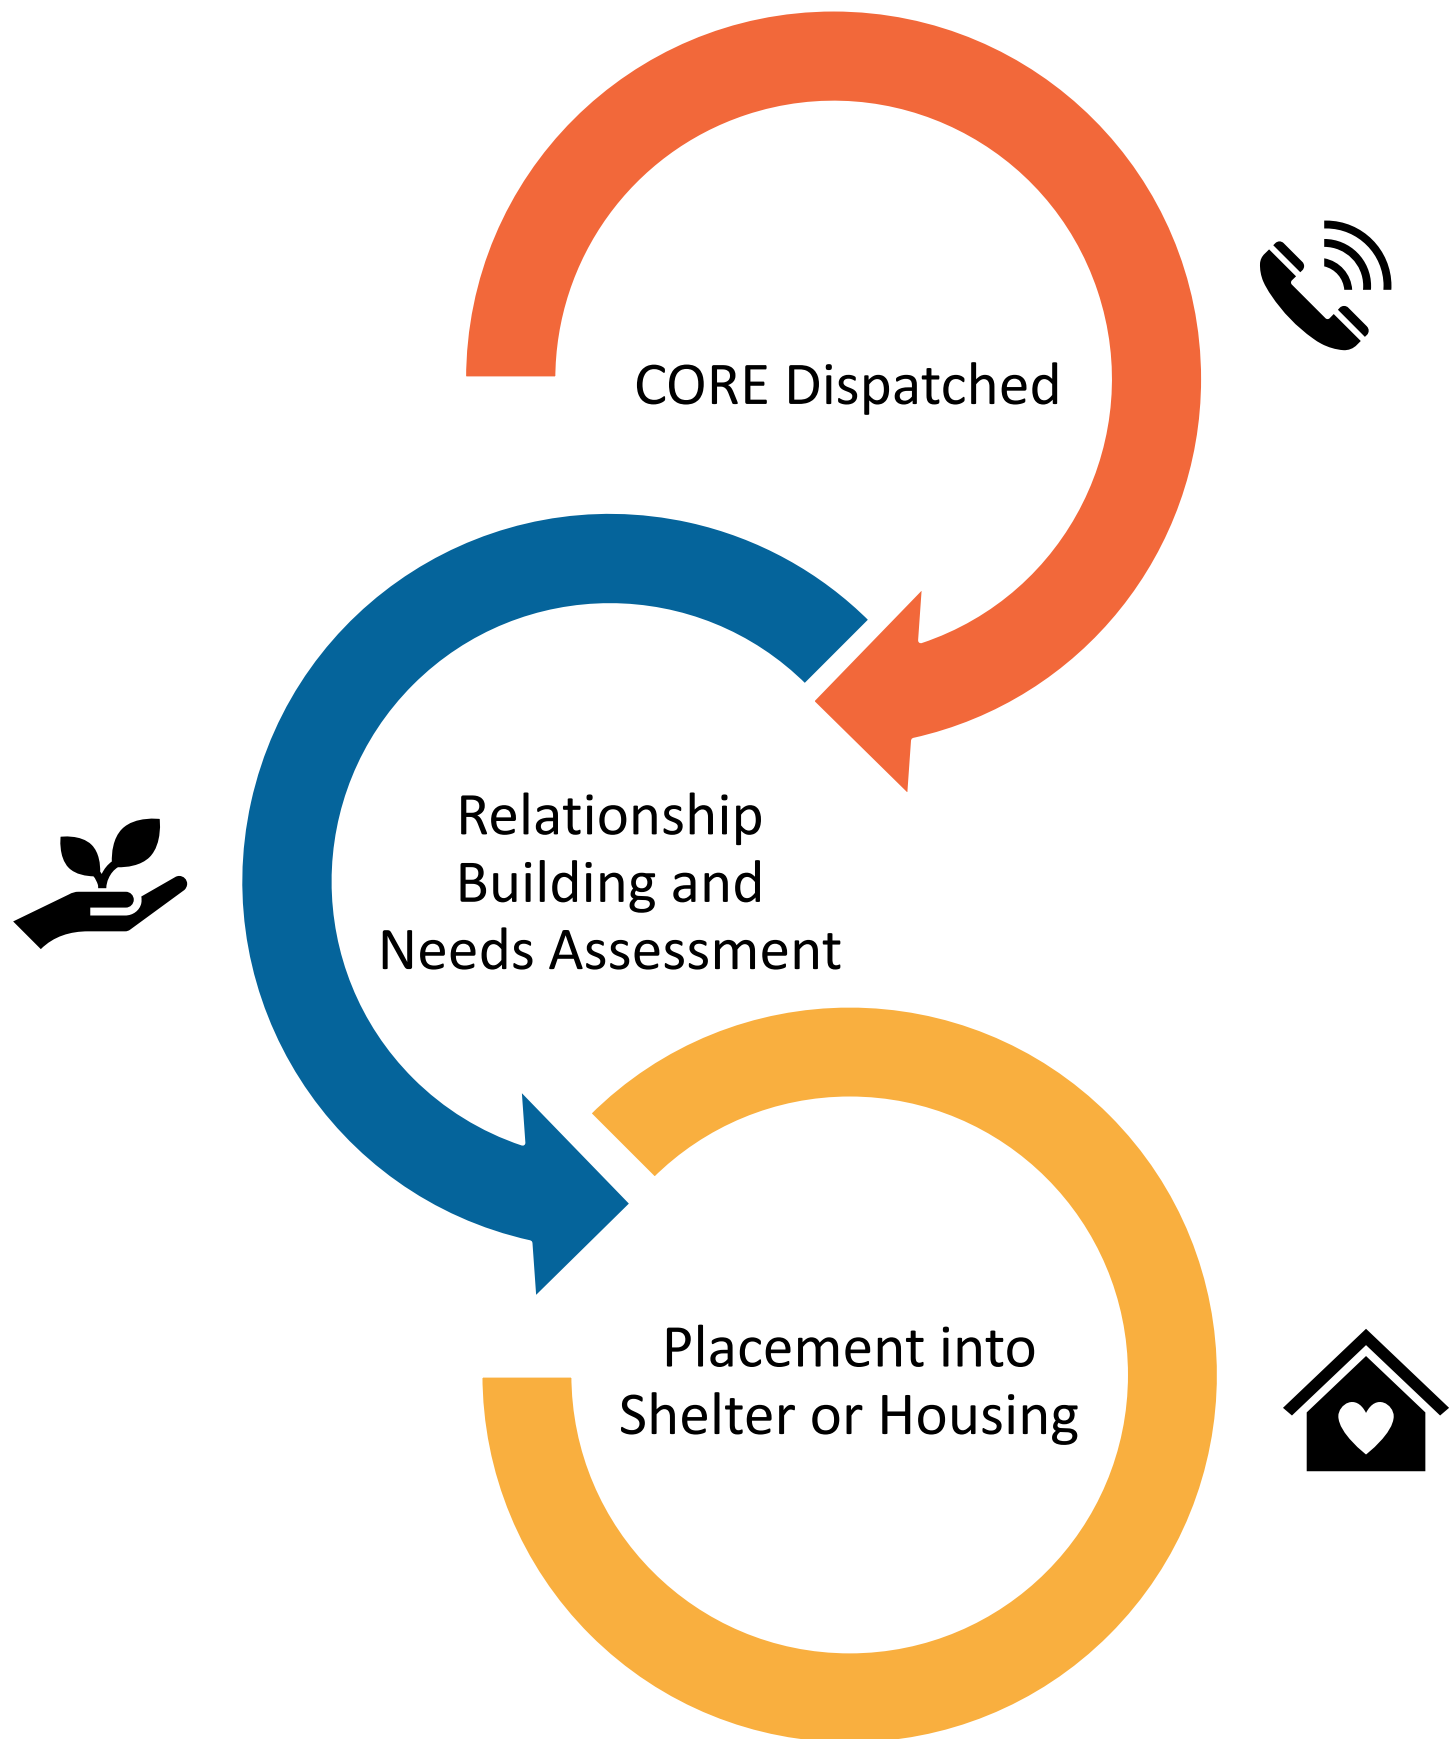 CORE Dispatched
Relationship
Building and
Needs Assessment
Placement into
Shelter or Housing